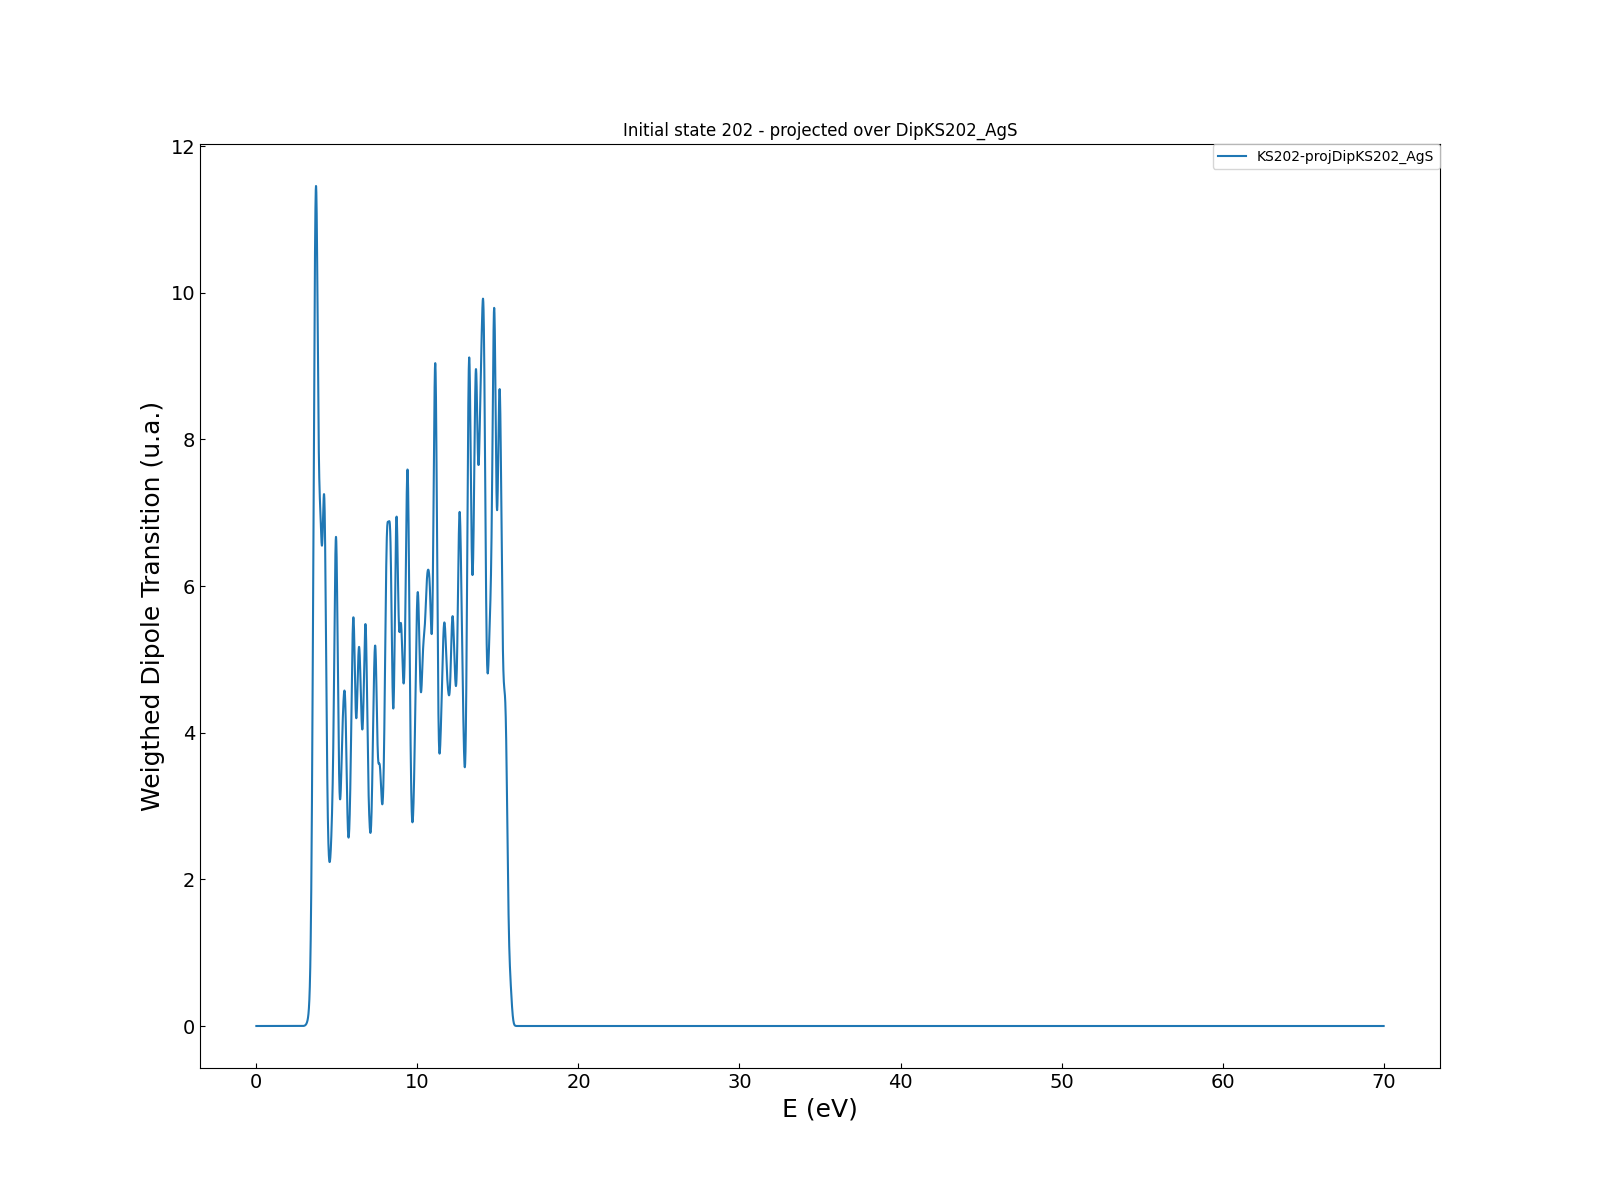 Initial state 202 - projected over DipKS202_AgS
KS202-projDipKS202_AgS
Weigthed Dipole Transition (u.a.)
12
10
8
6
4
2
0
0 10 20 30 40 50 60 70
E (eV)